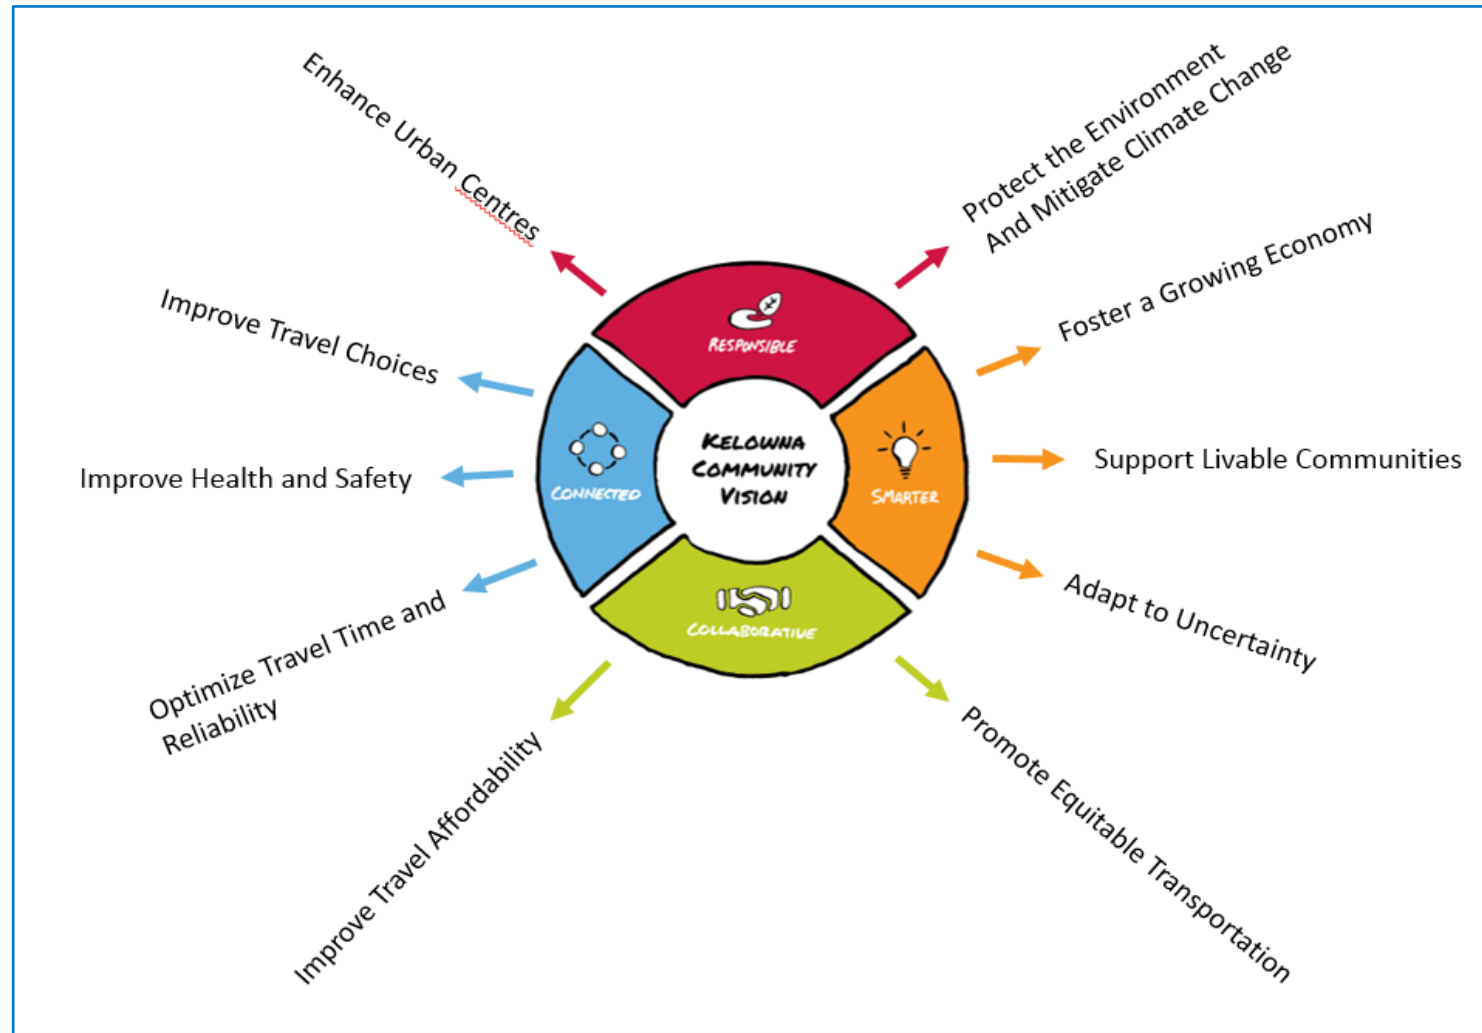 Enhance Urban Centres
Protect the Environment
And Mitigate Climate Change
Improve Travel Choices
Foster a Growing Economy
RESPONSIBLE
KELOWNA
COMMUNITY
VISION
CONNECTED
SMARTER
Improve Health and Safety
Support Livable Communities
COLLABORATIVE
Optimize Travel Time and
Reliability
Adapt to Uncertainty
Improve Travel Affordability
Promote Equitable Transportation